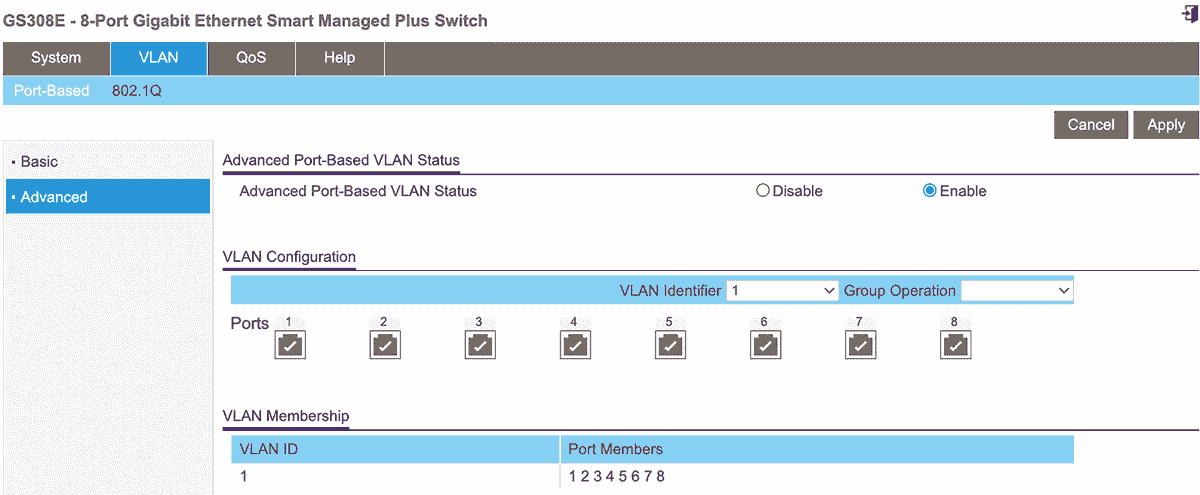 GS308E - 8-Port Gigabit Ethernet Smart Managed Plus Switch
System VLAN QoS Help
Port-Based 802.1Q
Cancel Apply
Basic
Advanced
Advanced Port-Based VLAN Status
Advanced Port-Based VLAN Status Disable Enable
VLAN Configuration
VLAN Identifier 1 Group Operation
Ports 1 2 3 4 5 6 7 8
VLAN Membership
VLAN ID Port Members
1 1 2 3 4 5 6 7 8